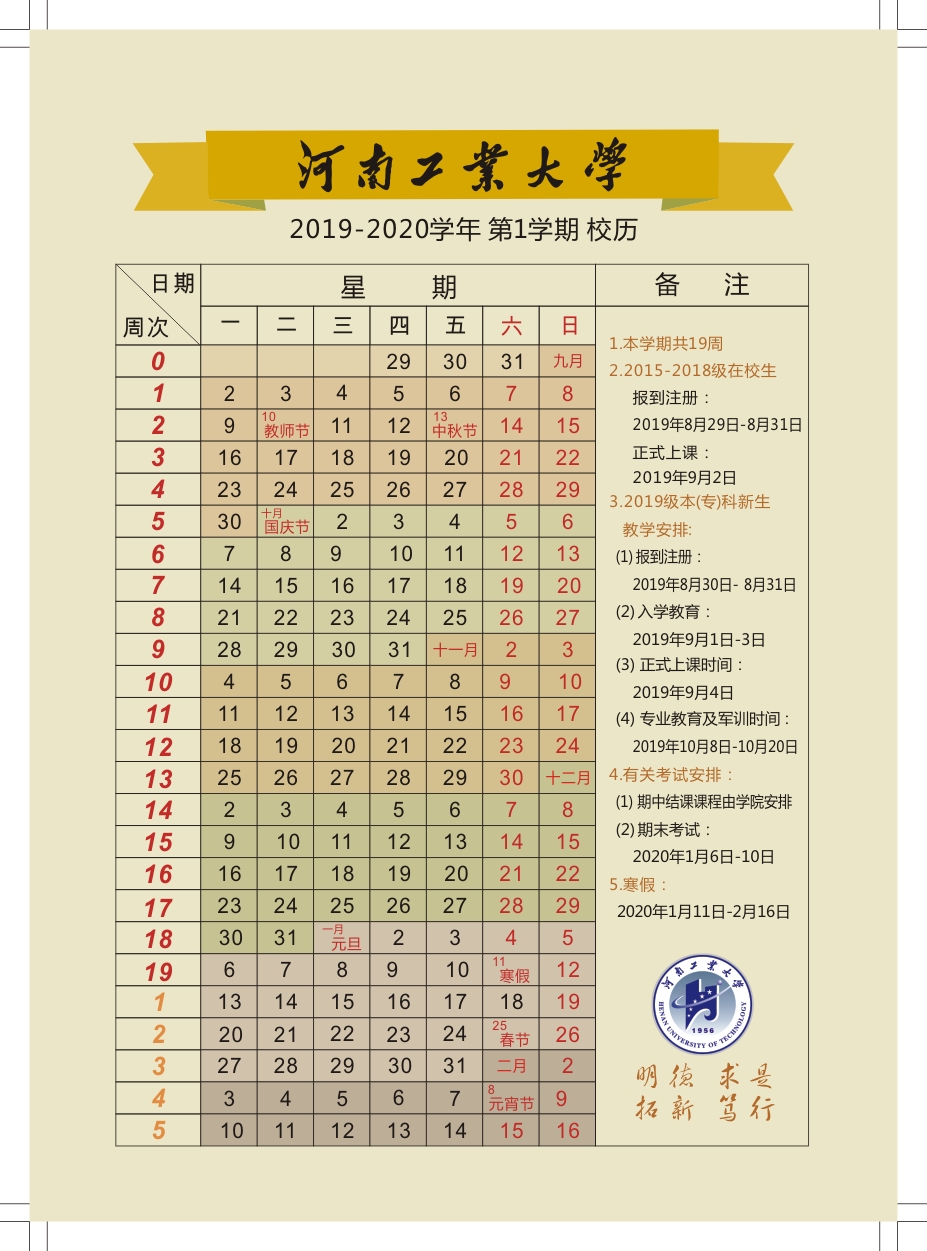 河南工業大學
2019-2020学年 第1学期 校历
日期 星 期 备 注
周次 一 二 三 四 五 六 日
0 29 30 31 九月
1 2 3 4 5 6 7 8
2 9 10 教师节 11 12 13 中秋节 14 15
3 16 17 18 19 20 21 22
4 23 24 25 26 27 28 29
5 30 十月 国庆节 2 3 4 5 6
6 7 8 9 10 11 12 13
7 14 15 16 17 18 19 20
8 21 22 23 24 25 26 27
9 28 29 30 31 十一月 2 3
10 4 5 6 7 8 9 10
11 11 12 13 14 15 16 17
12 18 19 20 21 22 23 24
13 25 26 27 28 29 30 十二月
14 2 3 4 5 6 7 8
15 9 10 11 12 13 14 15
16 16 17 18 19 20 21 22
17 23 24 25 26 27 28 29
18 30 31 一月 元旦 2 3 4 5
19 6 7 8 9 10 11 寒假 12
1 13 14 15 16 17 18 19
2 20 21 22 23 24 25 春节 26
3 27 28 29 30 31 二月 2
4 3 4 5 6 7 8 元宵节 9
5 10 11 12 13 14 15 16
1.本学期共19周
2.2015-2018级在校生
报到注册：
2019年8月29日-8月31日
正式上课：
2019年9月2日
3.2019级本(专)科新生
教学安排:
(1) 报到注册：
2019年8月30日- 8月31日
(2) 入学教育：
2019年9月1日-3日
(3) 正式上课时间：
2019年9月4日
(4) 专业教育及军训时间：
2019年10月8日-10月20日
4.有关考试安排：
(1) 期中结课课程由学院安排
(2) 期末考试：
2020年1月6日-10日
5.寒假：
2020年1月11日-2月16日
河南工業大學
1956
HENAN UNIVERSITY OF TECHNOLOGY
明德 求是
拓新 笃行